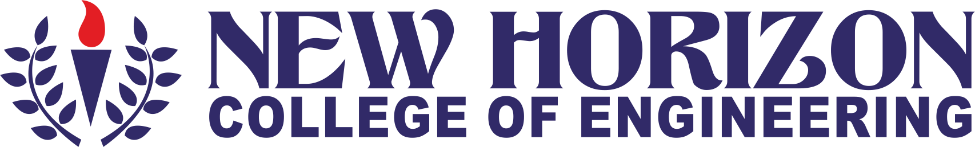 NEW HORIZON
COLLEGE OF ENGINEERING